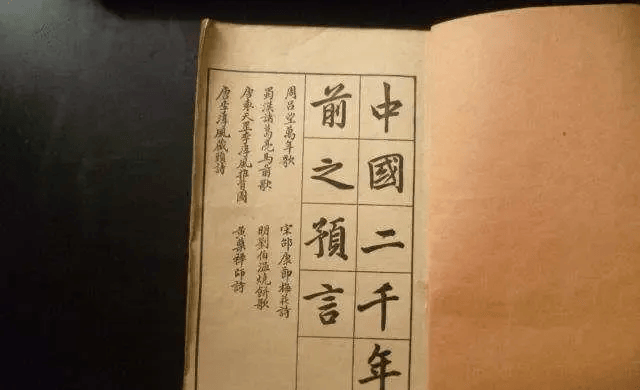 中國二千年
前之預言
周呂望萬年歌
蜀漢諸葛亮馬前歌
唐袁天罡李淳風推背圖
唐李淳風藏頭詩
宋邵康節梅花詩
明劉伯溫燒餅歌
黃蘗禪師詩